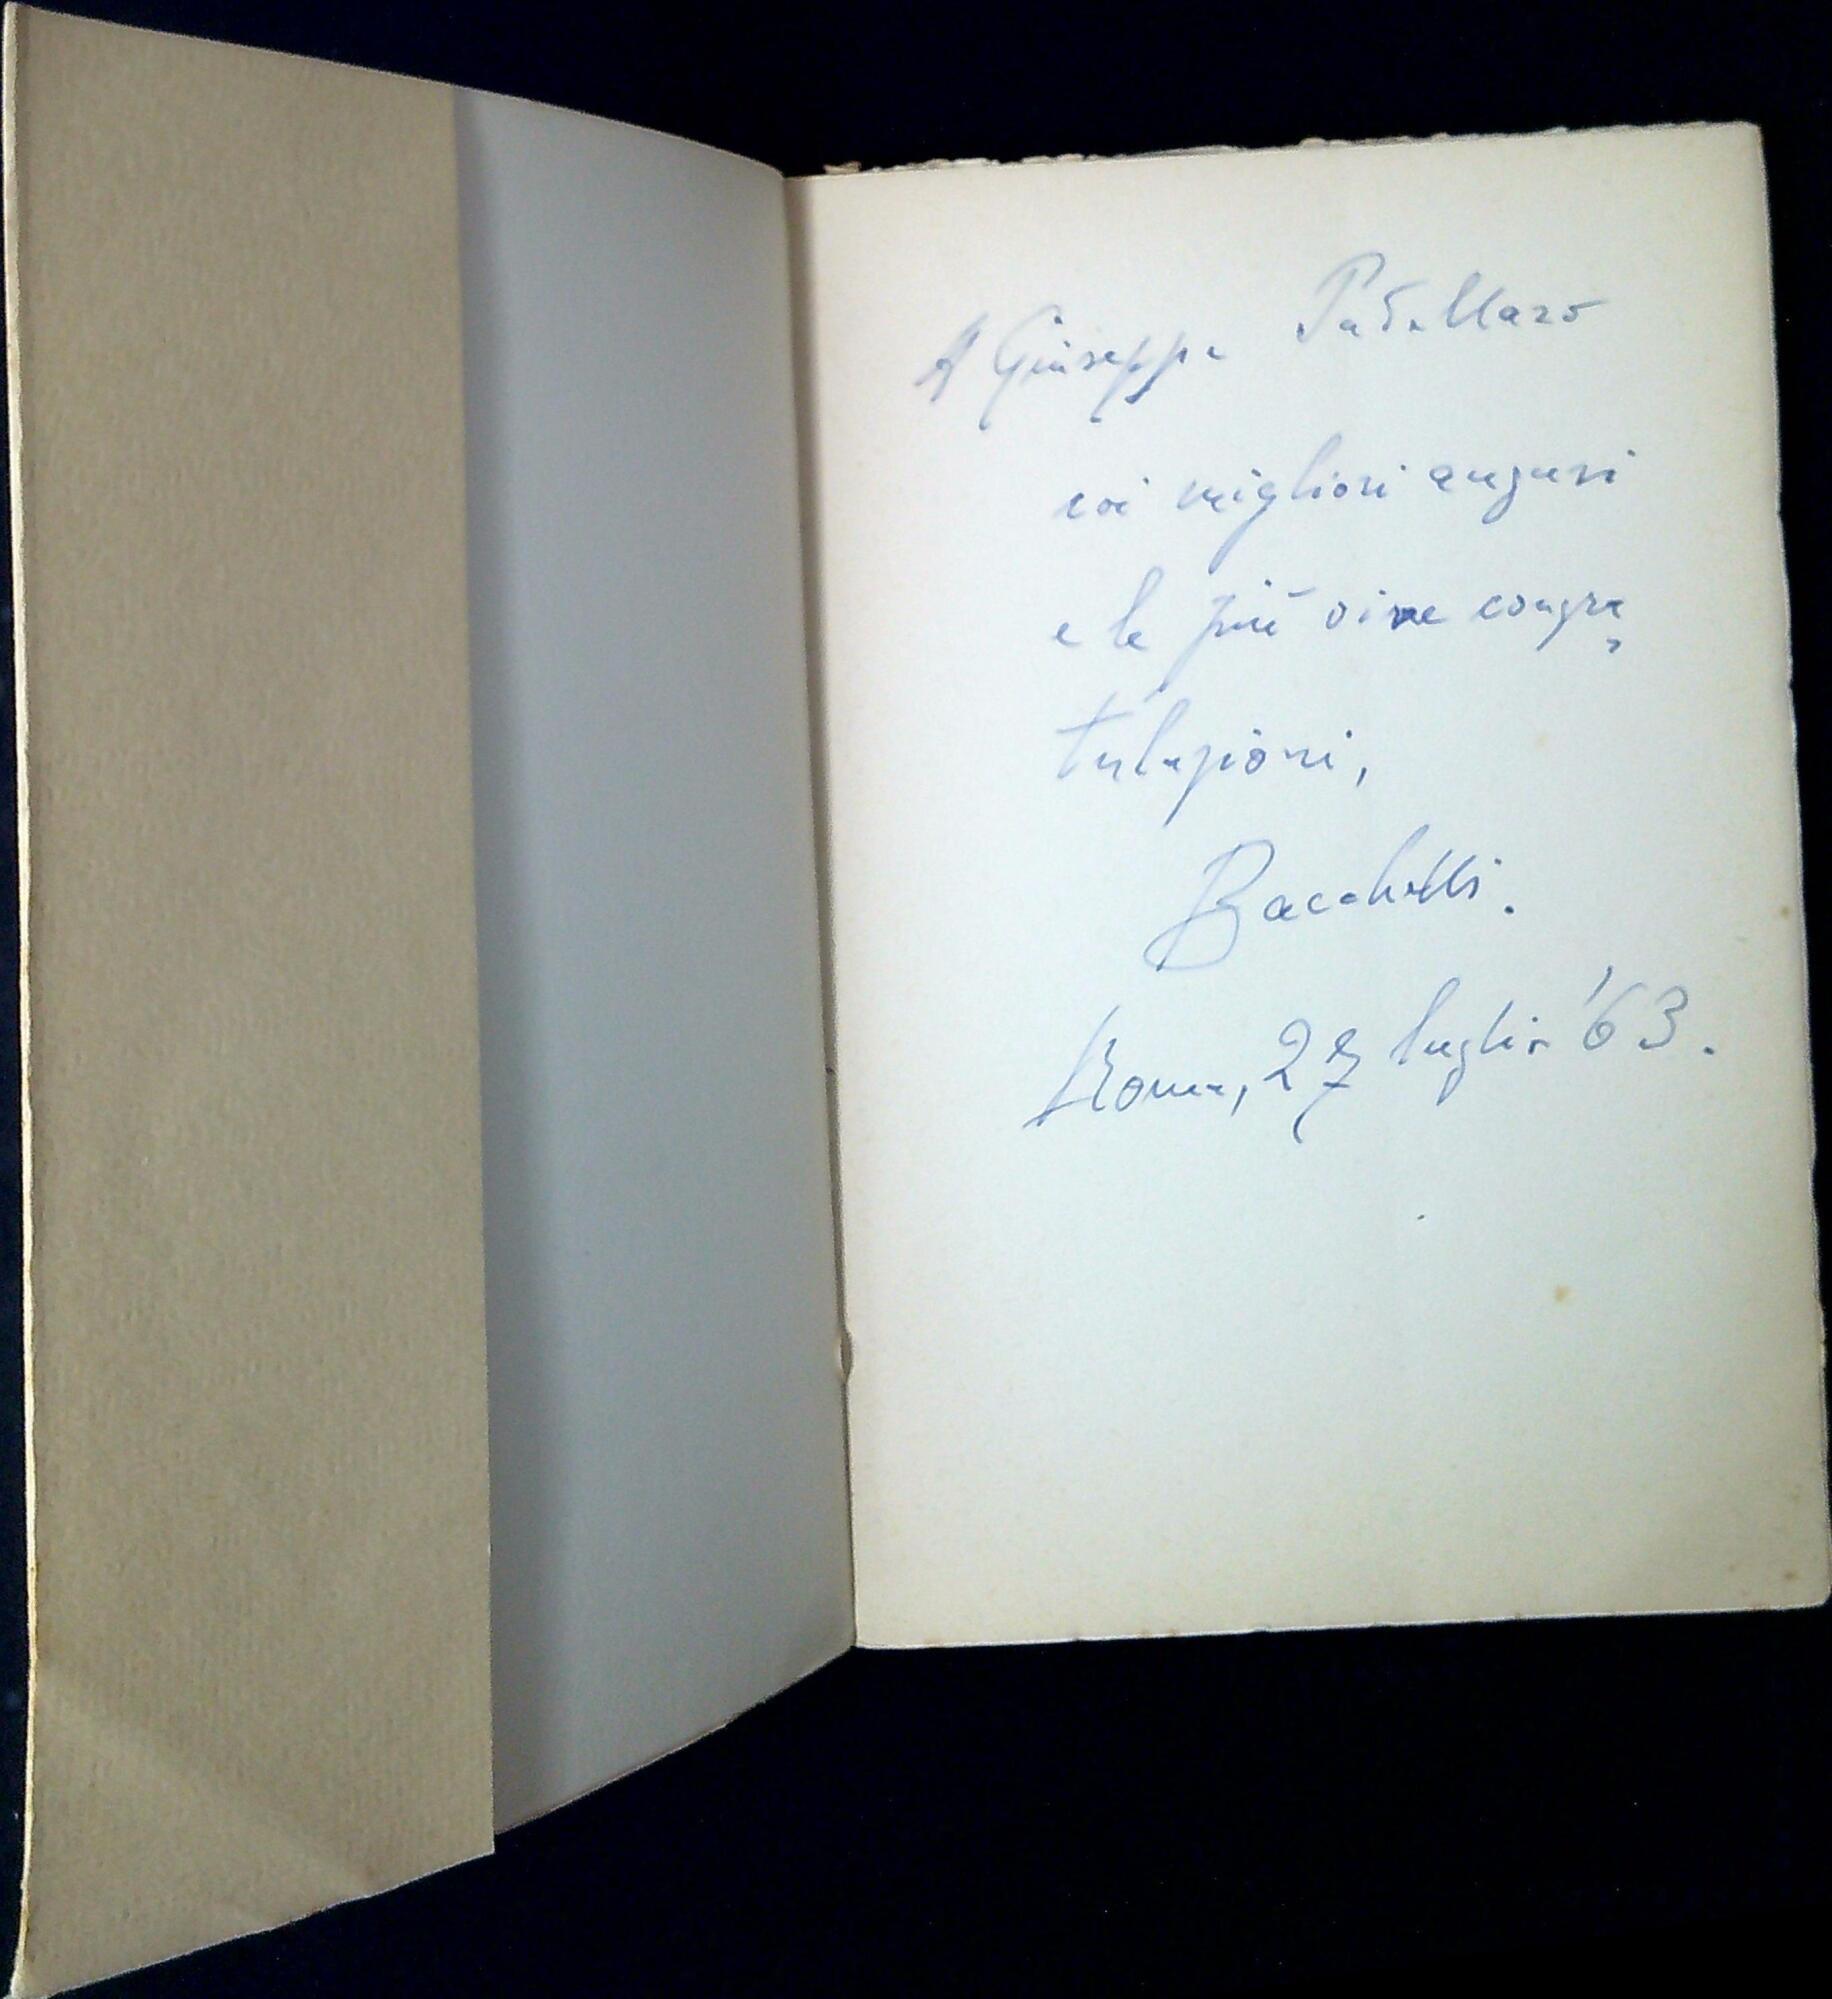 A Giuseppe Padellaro
coi migliori auguri
e le più vive congra=
tulazioni,
Bacchelli.
Roma, 27 luglio '63.